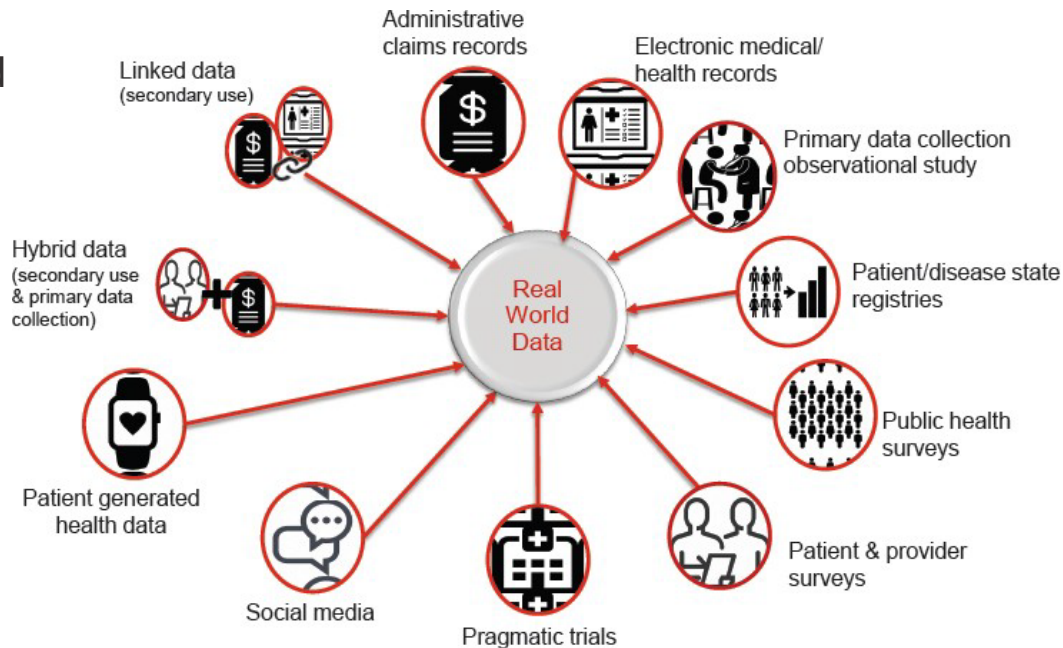 Administrative
claims records
Electronic medical/
health records
Linked data
(secondary use)
Primary data collection
observational study
Hybrid data
(secondary use
& primary data
collection)
Real
World
Data
Patient/disease state
registries
Public health
surveys
Patient generated
health data
Patient & provider
surveys
Social media
Pragmatic trials
$
$
$